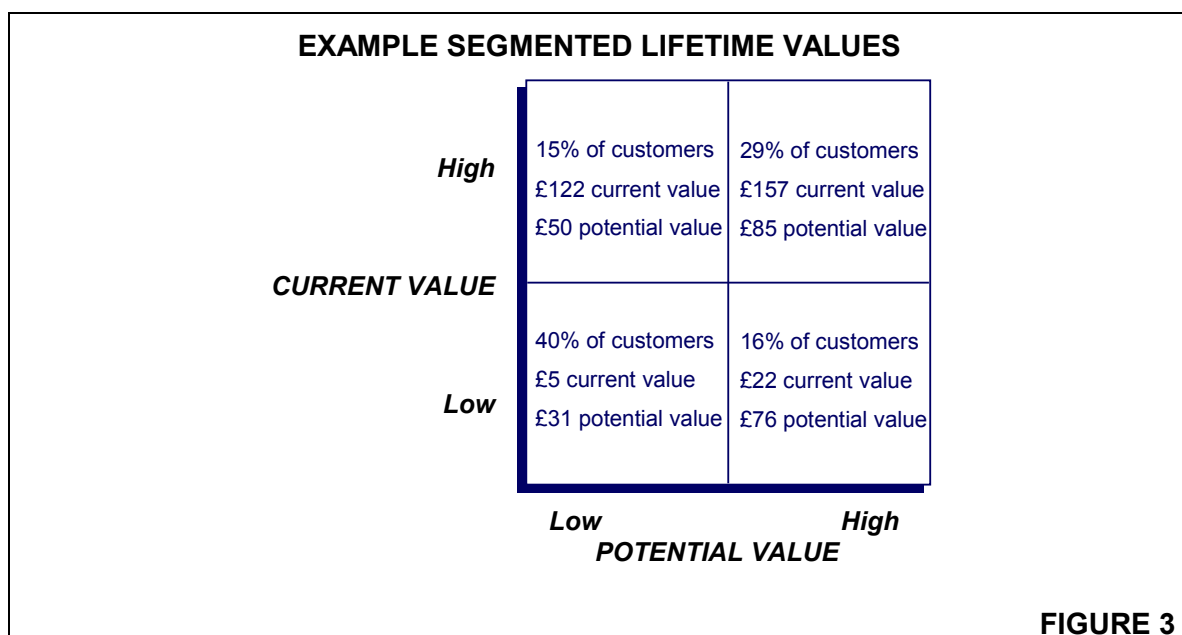 EXAMPLE SEGMENTED LIFETIME VALUES
High
15% of customers
£122 current value
£50 potential value
29% of customers
£157 current value
£85 potential value
CURRENT VALUE
Low
40% of customers
£5 current value
£31 potential value
16% of customers
£22 current value
£76 potential value
Low High
POTENTIAL VALUE
FIGURE 3